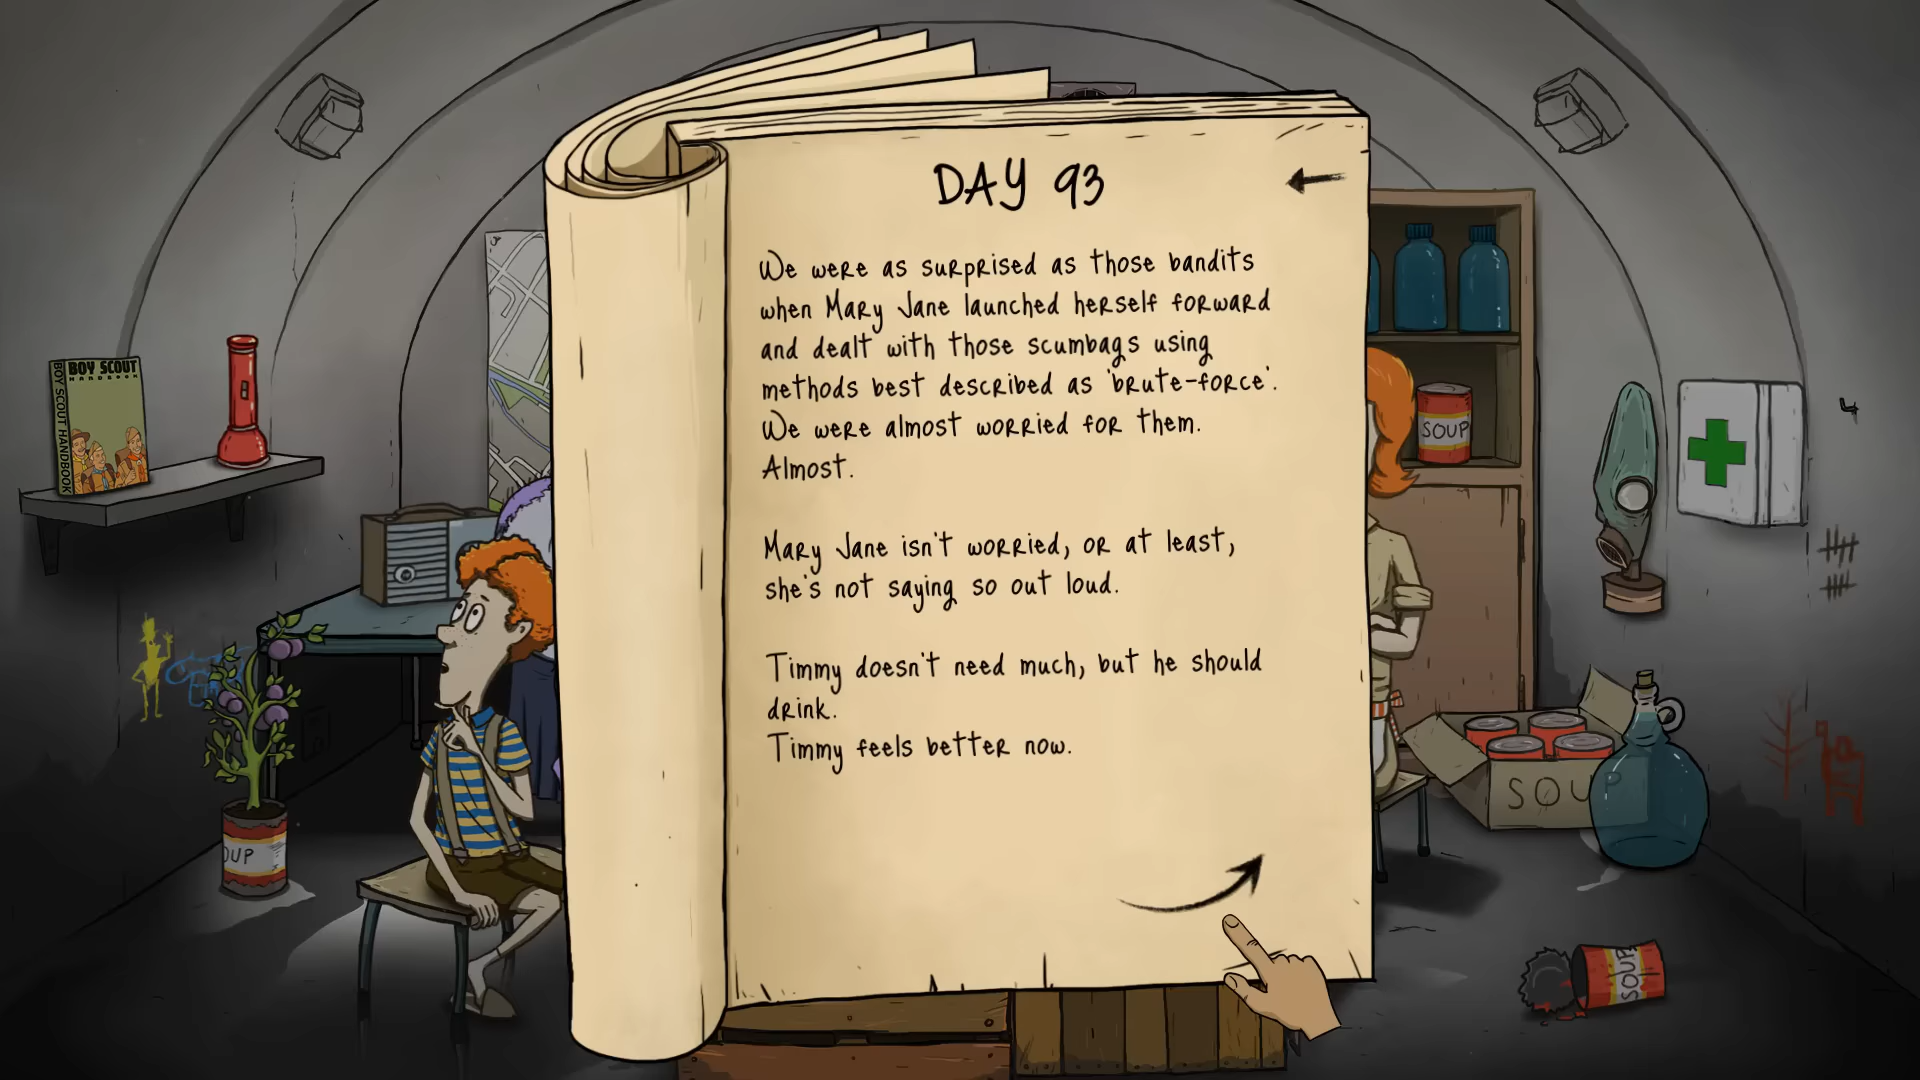 DAY 93
We were as surprised as those bandits
when Mary Jane launched herself forward
and dealt with those scumbags using
methods best described as 'brute-force'.
We were almost worried for them.
Almost.
Mary Jane isn't worried, or at least,
she's not saying so out loud.
Timmy doesn't need much, but he should
drink.
Timmy feels better now.
BOY SCOUT
HANDBOOK
BOY SCOUT HANDBOOK
SOUP
SOUP
OUP
SOUP